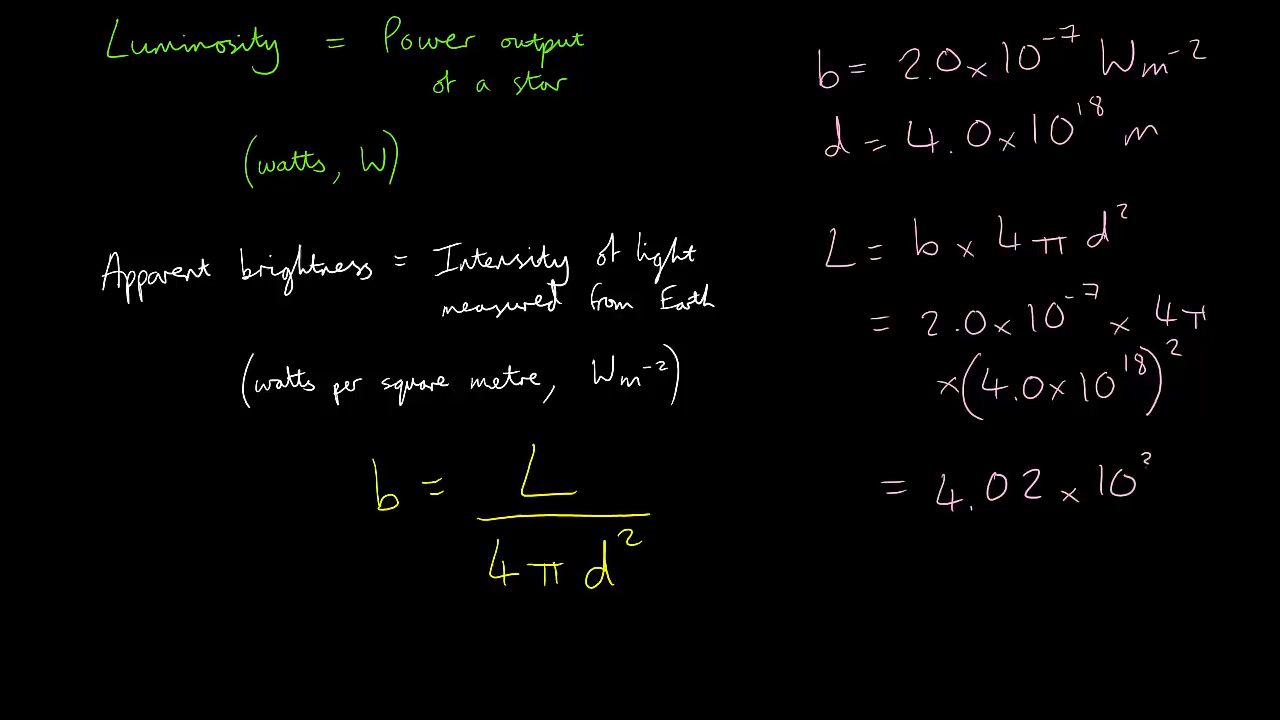 Luminosity = Power output
of a star
(watts, W)
Apparent brightness = Intensity of light
measured from Earth
(watts per square metre, Wm⁻²)
b = L
4πd²
b = 2.0 × 10⁻⁷ Wm⁻²
d = 4.0 × 10¹⁸ m
L = b × 4πd²
= 2.0 × 10⁻⁷ × 4π
× (4.0 × 10¹⁸)²
= 4.02 × 10²